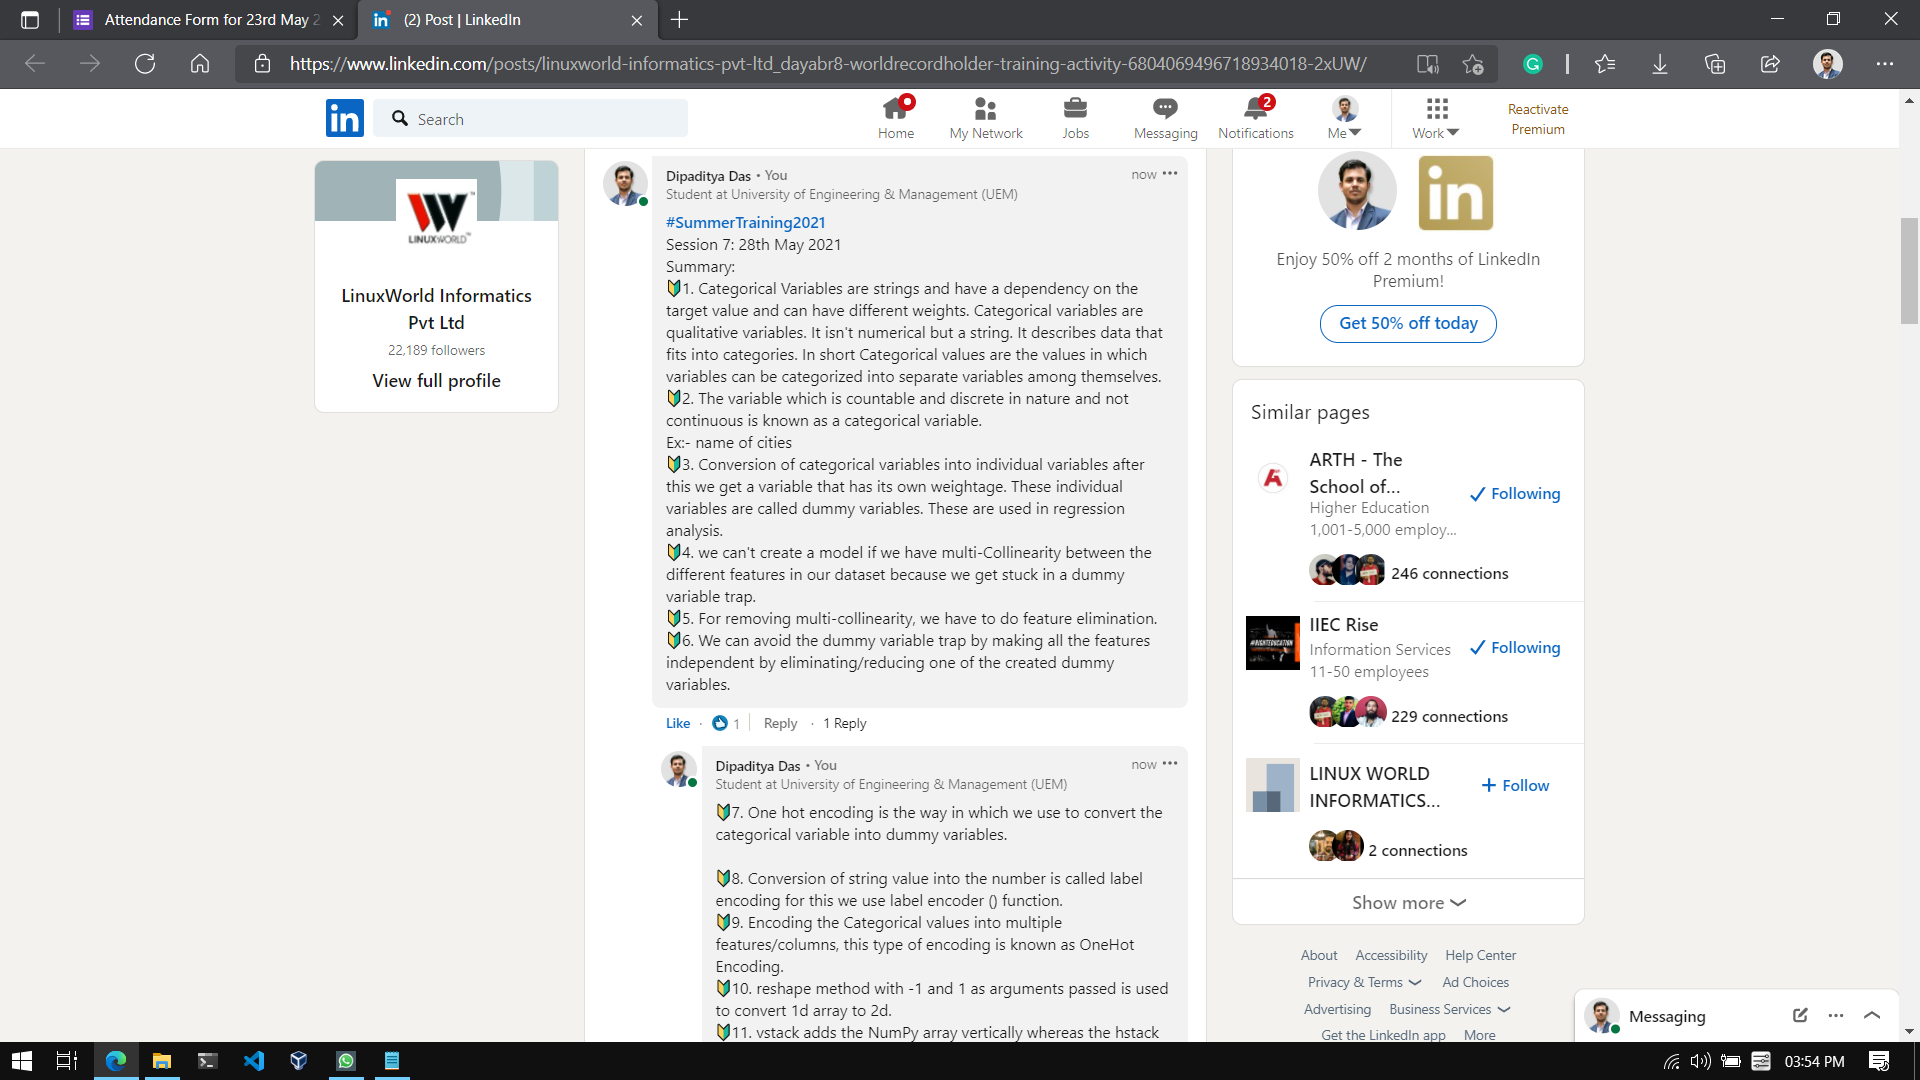 Attendance Form for 23rd May 2
(2) Post | LinkedIn
https://www.linkedin.com/posts/linuxworld-informatics-pvt-ltd_dayabr8-worldrecordholder-training-activity-6804069496718934018-2xUW/
in
Search
Home
My Network
Jobs
Messaging
2
Notifications
Me
Work
Reactivate
Premium
LINUXWORLD
LinuxWorld Informatics
Pvt Ltd
22,189 followers
View full profile
Dipaditya Das • You
now
Student at University of Engineering & Management (UEM)
#SummerTraining2021
Session 7: 28th May 2021
Summary:
🔰1. Categorical Variables are strings and have a dependency on the
target value and can have different weights. Categorical variables are
qualitative variables. It isn't numerical but a string. It describes data that
fits into categories. In short Categorical values are the values in which
variables can be categorized into separate variables among themselves.
🔰2. The variable which is countable and discrete in nature and not
continuous is known as a categorical variable.
Ex:- name of cities
🔰3. Conversion of categorical variables into individual variables after
this we get a variable that has its own weightage. These individual
variables are called dummy variables. These are used in regression
analysis.
🔰4. we can't create a model if we have multi-Collinearity between the
different features in our dataset because we get stuck in a dummy
variable trap.
🔰5. For removing multi-collinearity, we have to do feature elimination.
🔰6. We can avoid the dummy variable trap by making all the features
independent by eliminating/reducing one of the created dummy
variables.
Like · 1 Reply · 1 Reply
Dipaditya Das • You
now
Student at University of Engineering & Management (UEM)
🔰7. One hot encoding is the way in which we use to convert the
categorical variable into dummy variables.
🔰8. Conversion of string value into the number is called label
encoding for this we use label encoder () function.
🔰9. Encoding the Categorical values into multiple
features/columns, this type of encoding is known as OneHot
Encoding.
🔰10. reshape method with -1 and 1 as arguments passed is used
to convert 1d array to 2d.
🔰11. vstack adds the NumPy array vertically whereas the hstack
in
Enjoy 50% off 2 months of LinkedIn
Premium!
Get 50% off today
Similar pages
ARTH - The
School of...
Higher Education
1,001-5,000 employ...
Following
246 connections
#RIGHTEDUCATION
IIEC Rise
Information Services
11-50 employees
Following
229 connections
LINUX WORLD
INFORMATICS...
Follow
2 connections
Show more
About Accessibility Help Center
Privacy & Terms Ad Choices
Advertising Business Services
Get the LinkedIn app More
Messaging
03:54 PM